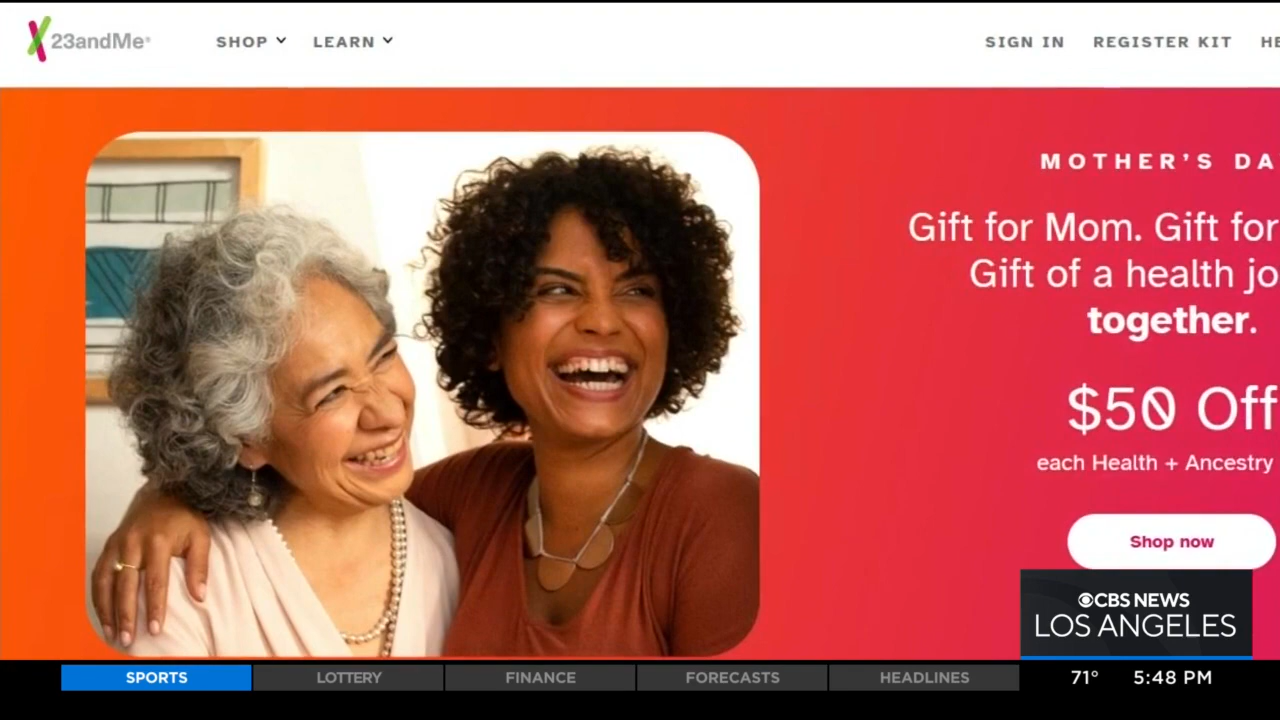 23andMe
SHOP
LEARN
SIGN IN
REGISTER KIT
HE
MOTHER'S DA
Gift for Mom. Gift for
Gift of a health jo
together.
$50 Off
each Health + Ancestry
Shop now
CBS NEWS
LOS ANGELES
SPORTS
LOTTERY
FINANCE
FORECASTS
HEADLINES
71°
5:48 PM